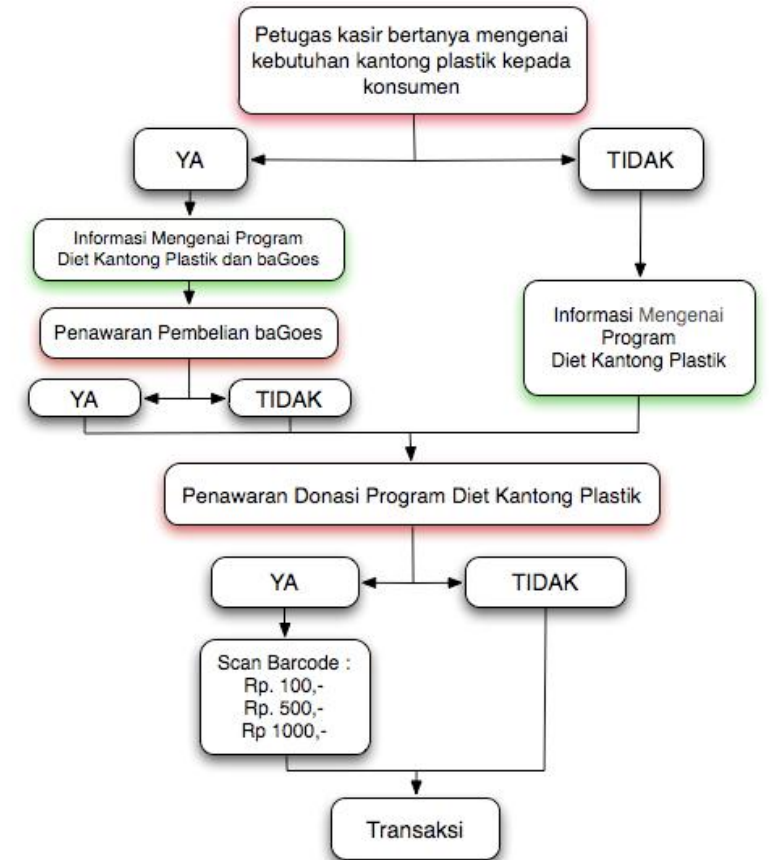 Petugas kasir bertanya mengenai
kebutuhan kantong plastik kepada
konsumen
YA
TIDAK
Informasi Mengenai Program
Diet Kantong Plastik dan baGoes
Penawaran Pembelian baGoes
Informasi Mengenai
Program
Diet Kantong Plastik
YA
TIDAK
Penawaran Donasi Program Diet Kantong Plastik
YA
TIDAK
Scan Barcode :
Rp. 100,-
Rp. 500,-
Rp 1000,-
Transaksi